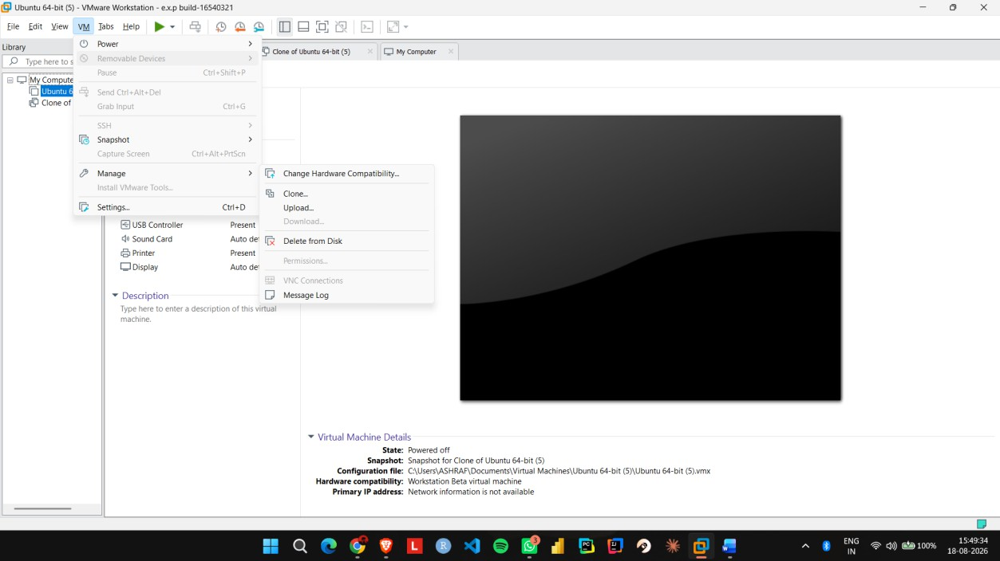 Ubuntu 64-bit (5) - VMware Workstation - e.x.p build-16540321
File Edit View VM Tabs Help
Library
Type here to s
My Compute
Ubuntu 6
Clone of
Clone of Ubuntu 64-bit (5)
My Computer
Power
Removable Devices
Pause Ctrl+Shift+P
Send Ctrl+Alt+Del
Grab Input Ctrl+G
SSH
Snapshot
Capture Screen Ctrl+Alt+PrtScn
Manage
Install VMware Tools...
Settings... Ctrl+D
Change Hardware Compatibility...
Clone...
Upload...
Download...
Delete from Disk
Permissions...
VNC Connections
Message Log
USB Controller Present
Sound Card Auto det
Printer Present
Display Auto det
Description
Type here to enter a description of this virtual
machine.
Virtual Machine Details
State: Powered off
Snapshot: Snapshot for Clone of Ubuntu 64-bit (5)
Configuration file: C:\Users\ASHRAF\Documents\Virtual Machines\Ubuntu 64-bit (5)\Ubuntu 64-bit (5).vmx
Hardware compatibility: Workstation Beta virtual machine
Primary IP address: Network information is not available
L
R
PC
IJ
W
3
ENG
IN
100%
15:49:34
18-08-2026